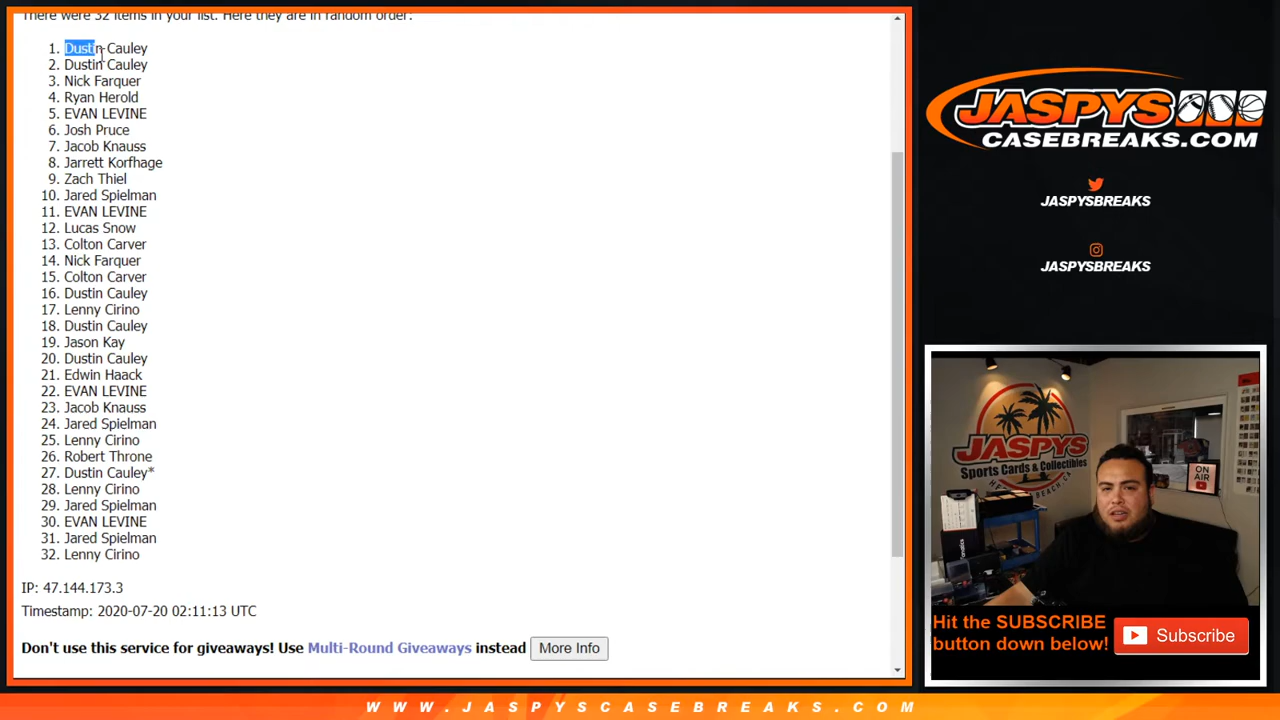 There were 32 items in your list. Here they are in random order:
1. Dustin Cauley
2. Dustin Cauley
3. Nick Farquer
4. Ryan Herold
5. EVAN LEVINE
6. Josh Pruce
7. Jacob Knauss
8. Jarrett Korfhage
9. Zach Thiel
10. Jared Spielman
11. EVAN LEVINE
12. Lucas Snow
13. Colton Carver
14. Nick Farquer
15. Colton Carver
16. Dustin Cauley
17. Lenny Cirino
18. Dustin Cauley
19. Jason Kay
20. Dustin Cauley
21. Edwin Haack
22. EVAN LEVINE
23. Jacob Knauss
24. Jared Spielman
25. Lenny Cirino
26. Robert Throne
27. Dustin Cauley*
28. Lenny Cirino
29. Jared Spielman
30. EVAN LEVINE
31. Jared Spielman
32. Lenny Cirino
IP: 47.144.173.3
Timestamp: 2020-07-20 02:11:13 UTC
Don't use this service for giveaways! Use Multi-Round Giveaways instead More Info
JASPYS
CASEBREAKS.COM
JASPYSBREAKS
JASPYSBREAKS
JASPYS
Sports Cards & Collectibles
ON AIR
Hit the SUBSCRIBE
button down below!
Subscribe
WWW.JASPYSCASEBREAKS.COM